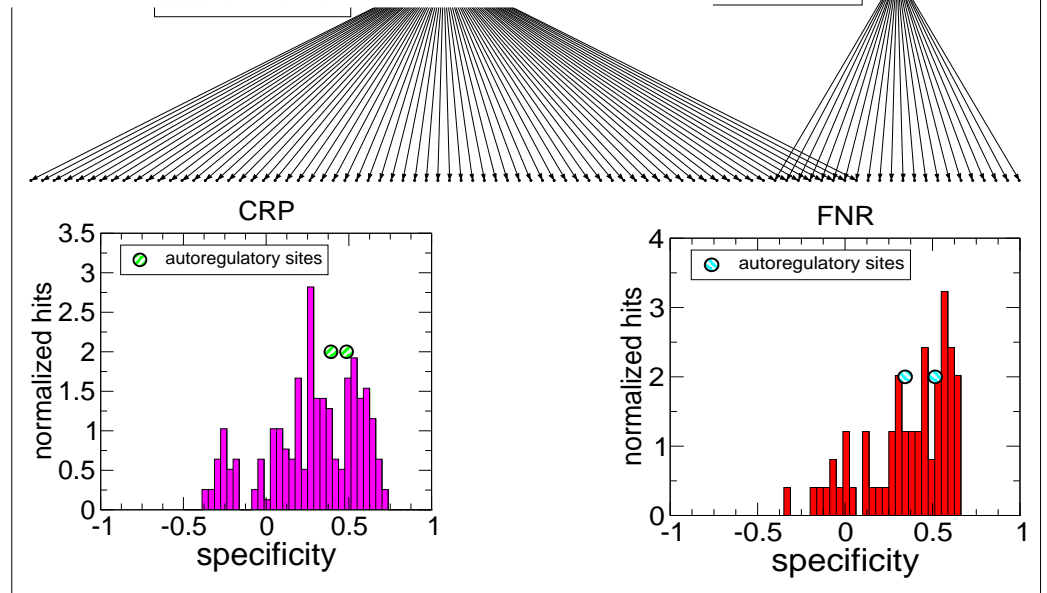 CRP
3.5
3
2.5
2
1.5
1
0.5
0
normalized hits
autoregulatory sites
-1 -0.5 0 0.5 1
specificity
FNR
4
3
2
1
0
normalized hits
autoregulatory sites
-1 -0.5 0 0.5 1
specificity